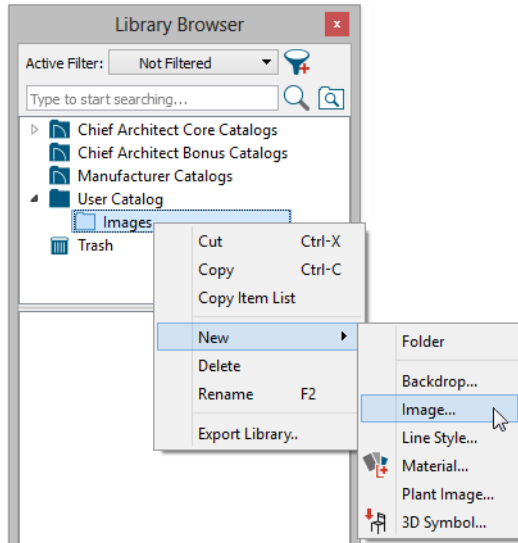 Library Browser
x
Active Filter: Not Filtered
Type to start searching...
Chief Architect Core Catalogs
Chief Architect Bonus Catalogs
Manufacturer Catalogs
User Catalog
Images
Trash
Cut Ctrl-X
Copy Ctrl-C
Copy Item List
New
Delete
Rename F2
Export Library..
Folder
Backdrop...
Image...
Line Style...
Material...
Plant Image...
3D Symbol...